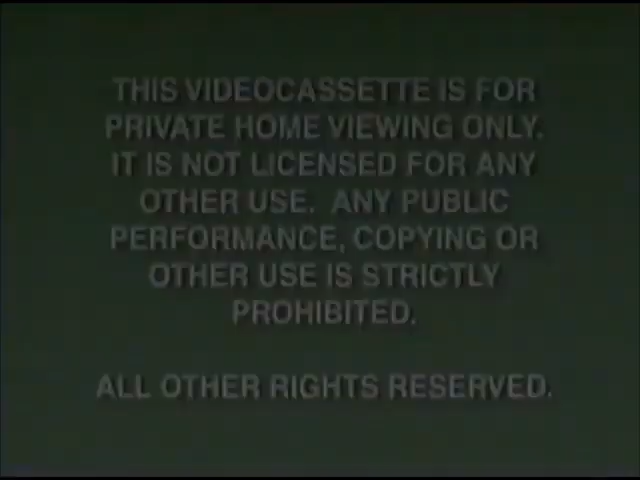 THIS VIDEOCASSETTE IS FOR
PRIVATE HOME VIEWING ONLY.
IT IS NOT LICENSED FOR ANY
OTHER USE. ANY PUBLIC
PERFORMANCE, COPYING OR
OTHER USE IS STRICTLY
PROHIBITED.
ALL OTHER RIGHTS RESERVED.